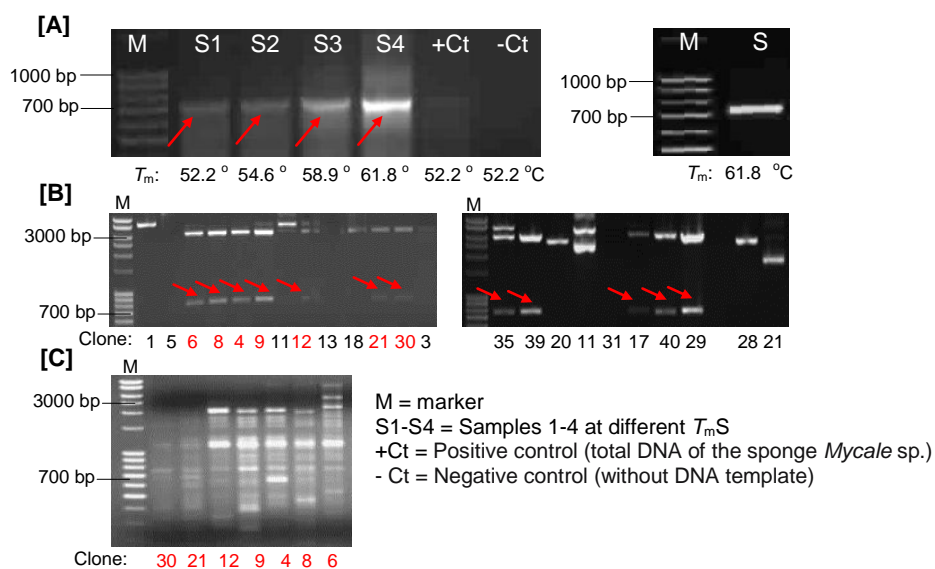 [A]
M S1 S2 S3 S4 +Ct -Ct
1000 bp
700 bp
Tm: 52.2 º 54.6 º 58.9 º 61.8 º 52.2 º 52.2 ºC
M S
1000 bp
700 bp
Tm: 61.8 ºC
[B]
M
3000 bp
700 bp
Clone: 1 5 6 8 4 9 11 12 13 18 21 30 3
M
35 39 20 11 31 17 40 29 28 21
[C]
M
3000 bp
700 bp
Clone: 30 21 12 9 4 8 6
M = marker
S1-S4 = Samples 1-4 at different TmS
+Ct = Positive control (total DNA of the sponge Mycale sp.)
- Ct = Negative control (without DNA template)